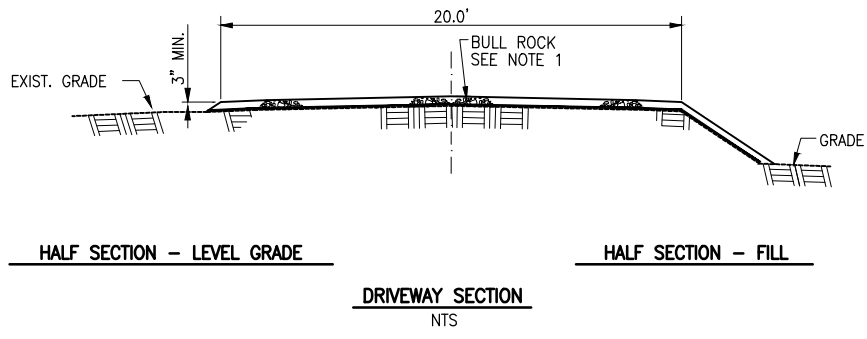 20.0'
3" MIN.
BULL ROCK
SEE NOTE 1
EXIST. GRADE
GRADE
HALF SECTION - LEVEL GRADE
HALF SECTION - FILL
DRIVEWAY SECTION
NTS